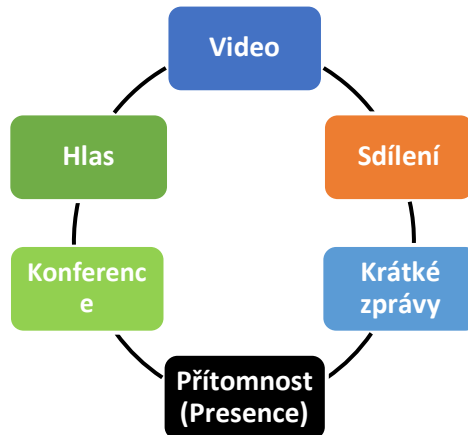 Video
Hlas
Sdílení
Konferenc
e
Krátké
zprávy
Přítomnost
(Presence)